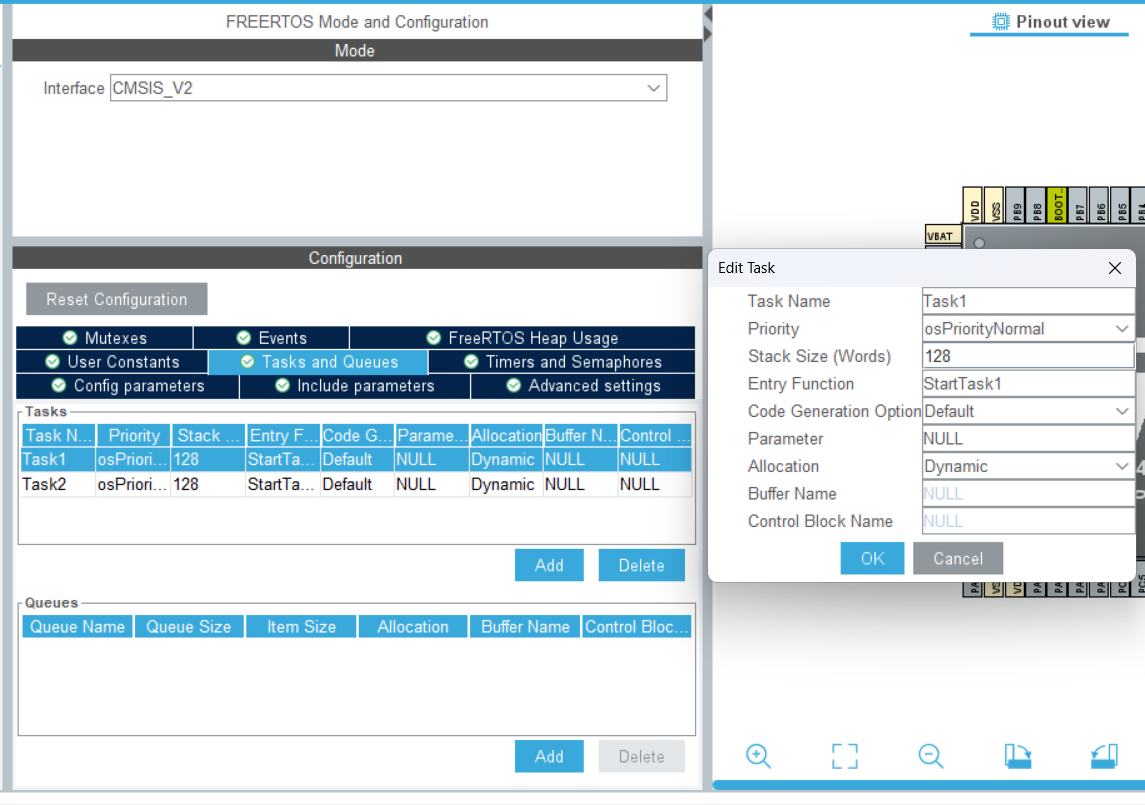 FREERTOS Mode and Configuration
Pinout view
Mode
Interface CMSIS_V2
VDD VSS PB9 PB8 BOOT.. PB7 PB6 PB5
VBAT
Configuration
Reset Configuration
Mutexes Events FreeRTOS Heap Usage
User Constants Tasks and Queues Timers and Semaphores
Config parameters Include parameters Advanced settings
Tasks
Task N... Priority Stack ... Entry F... Code G... Parame... Allocation Buffer N... Control ...
Task1 osPriori... 128 StartTa... Default NULL Dynamic NULL NULL
Task2 osPriori... 128 StartTa... Default NULL Dynamic NULL NULL
Add Delete
Queues
Queue Name Queue Size Item Size Allocation Buffer Name Control Bloc...
Add Delete
Edit Task
Task Name Task1
Priority osPriorityNormal
Stack Size (Words) 128
Entry Function StartTask1
Code Generation Option Default
Parameter NULL
Allocation Dynamic
Buffer Name NULL
Control Block Name NULL
OK Cancel